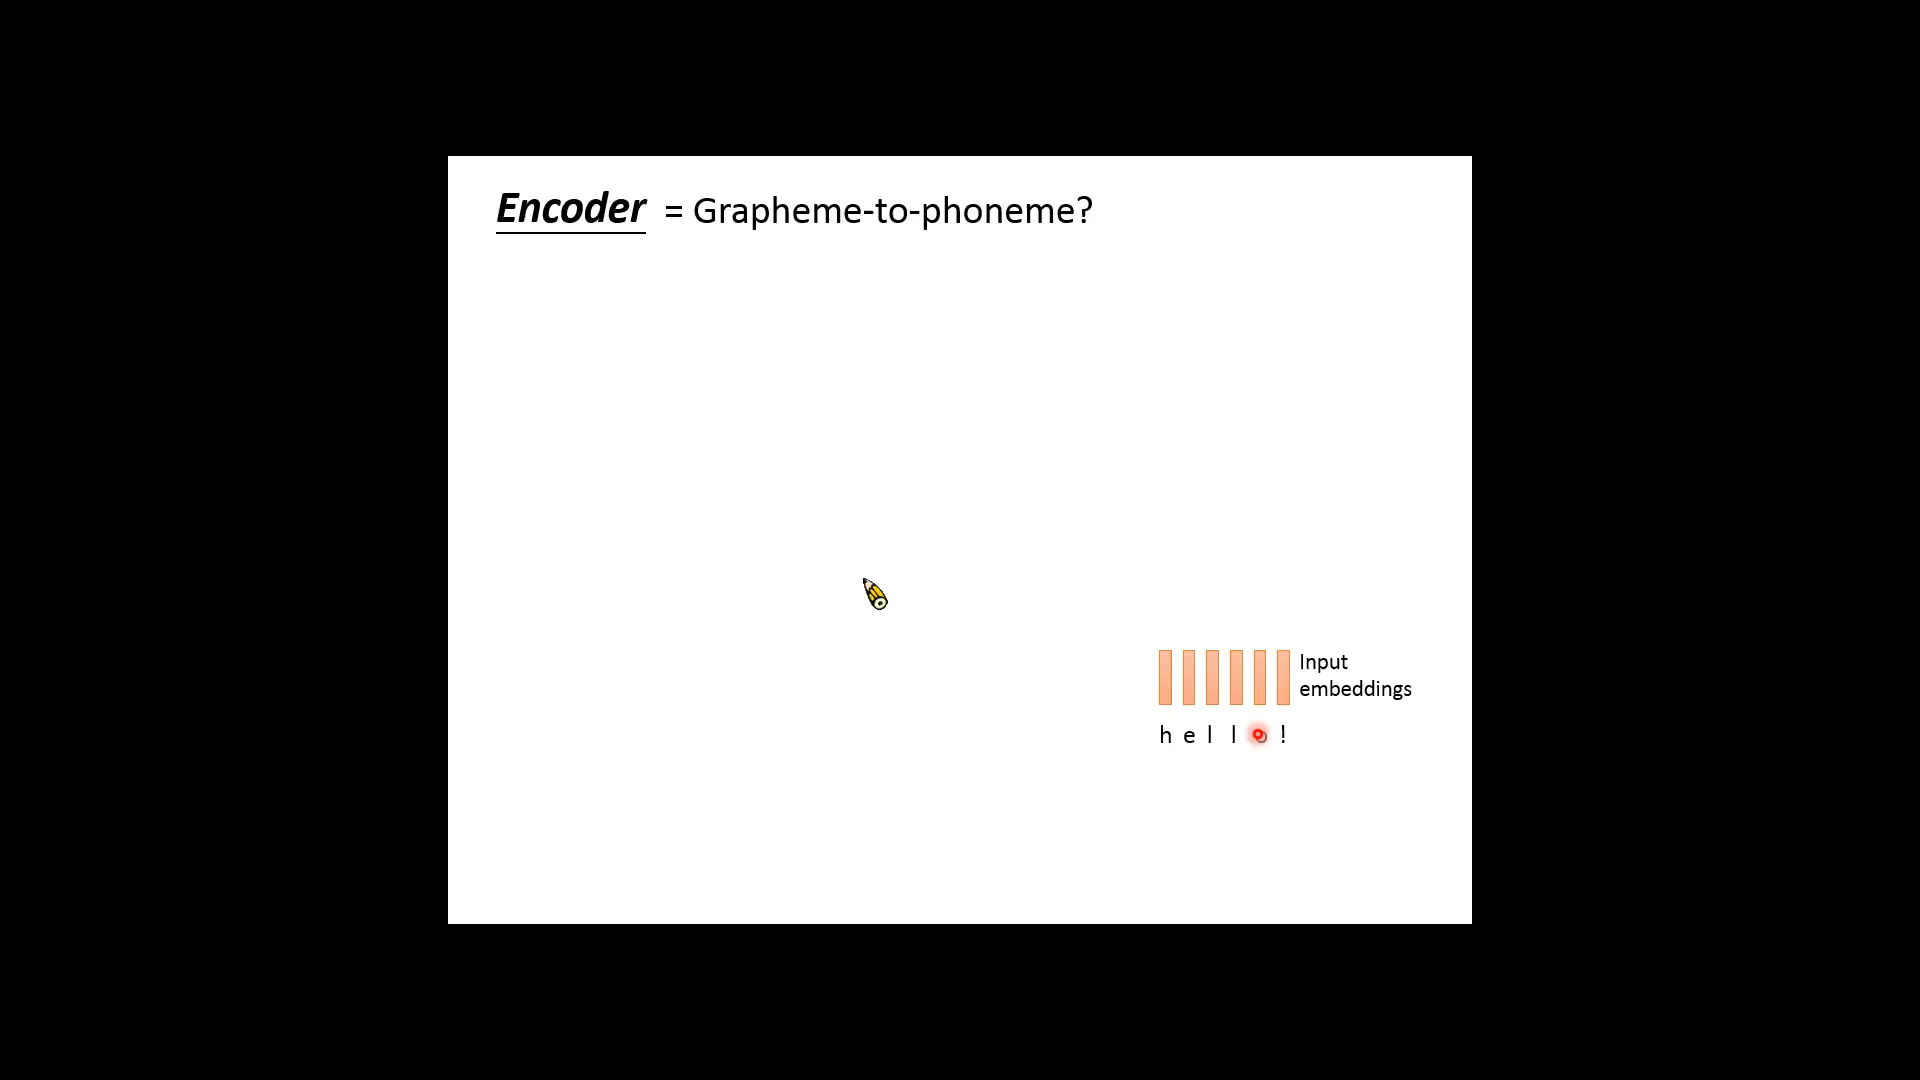 Encoder = Grapheme-to-phoneme?
Input
embeddings
h e l l o !